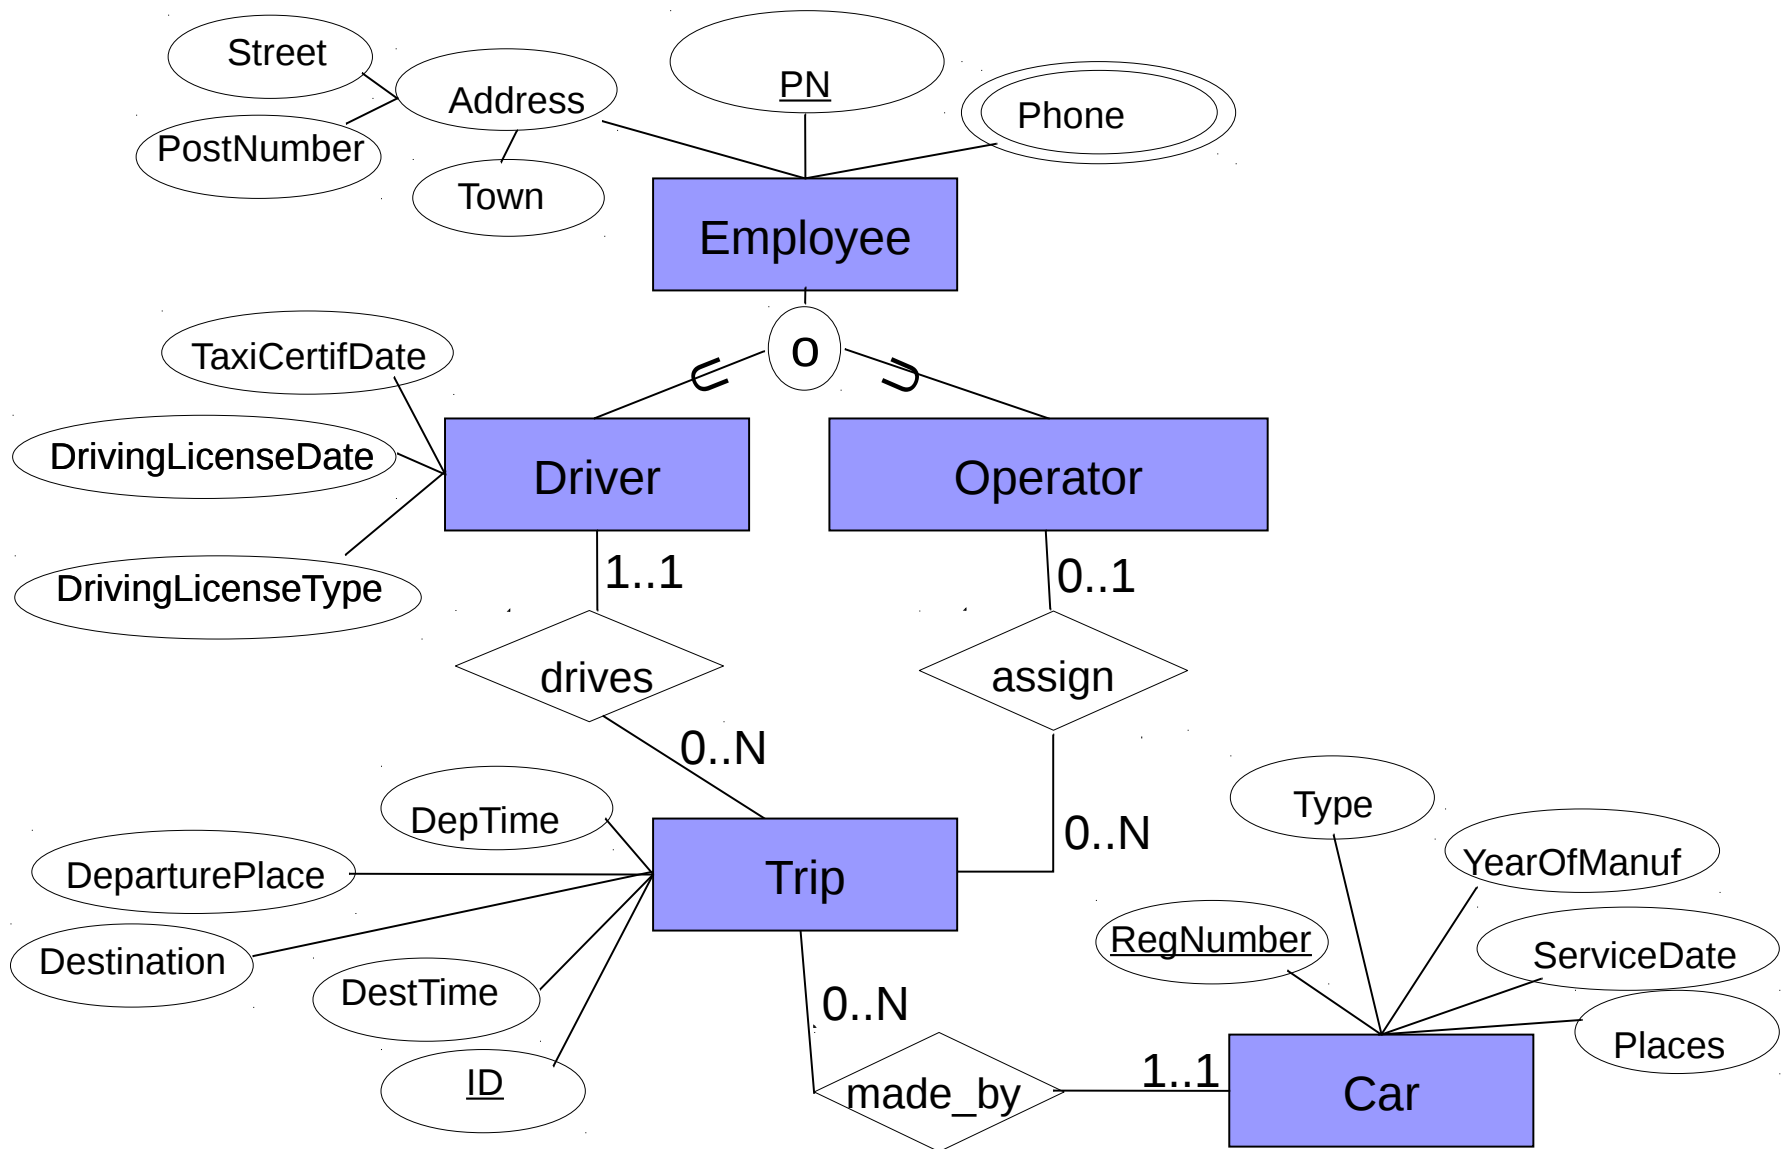 Street
Address
PN
Phone
PostNumber
Town
Employee
o
TaxiCertifDate
DrivingLicenseDate
DrivingLicenseType
Driver
Operator
1..1
0..1
drives
assign
0..N
0..N
DepTime
DeparturePlace
Destination
DestTime
ID
Trip
Type
YearOfManuf
RegNumber
ServiceDate
Places
0..N
made_by
1..1
Car